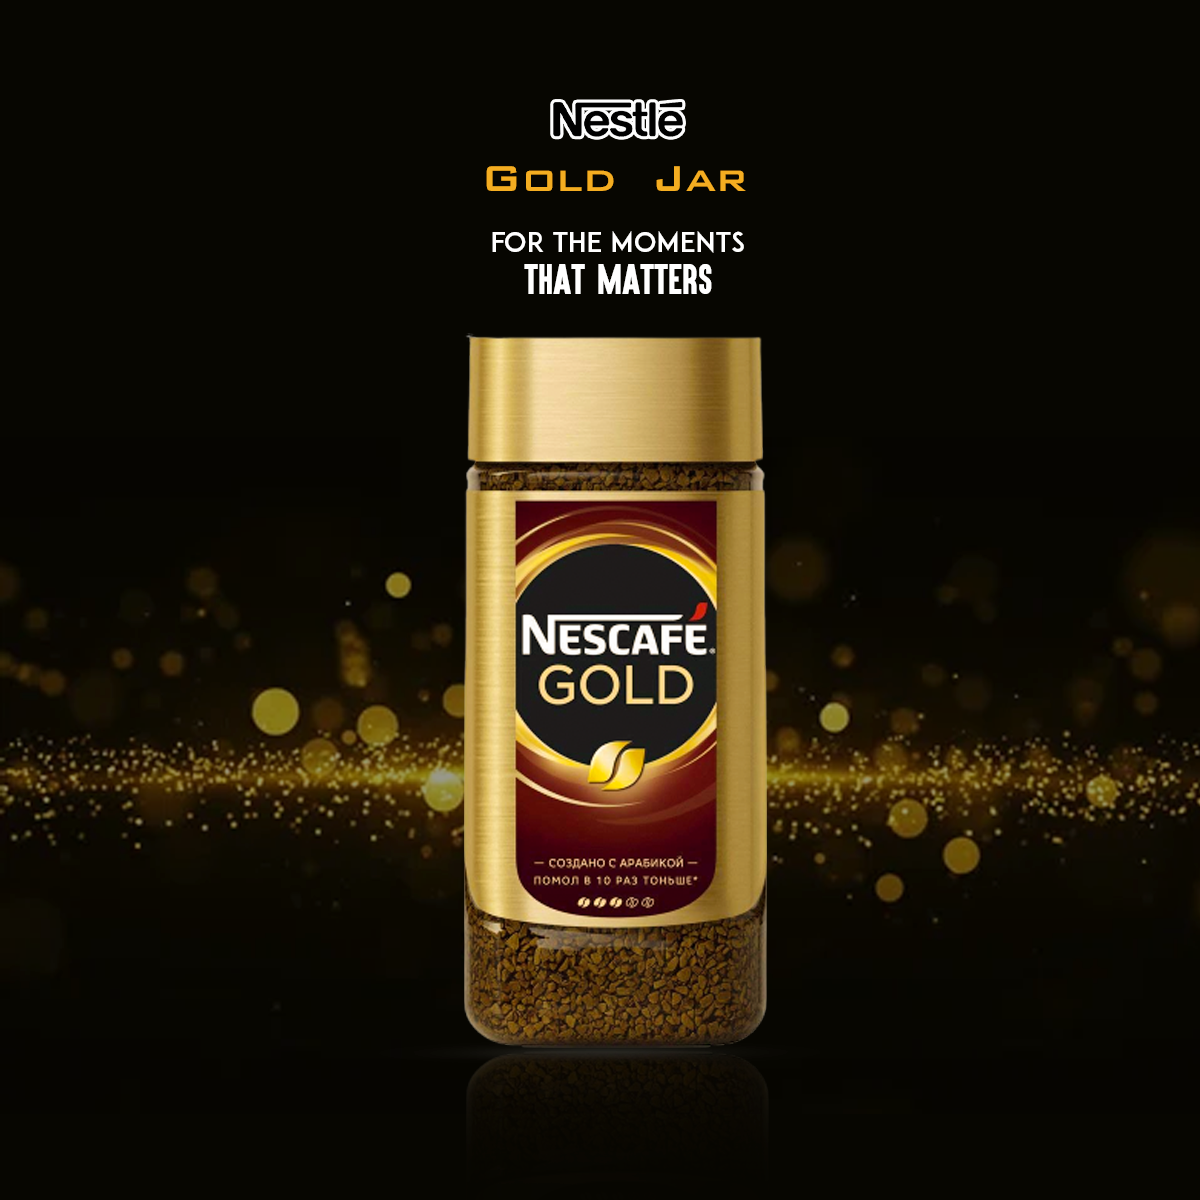 Nestlé
Gold Jar
FOR THE MOMENTS
THAT MATTERS
NESCAFÉ®
GOLD
— СОЗДАНО С АРАБИКОЙ —
ПОМОЛ В 10 РАЗ ТОНЬШЕ*